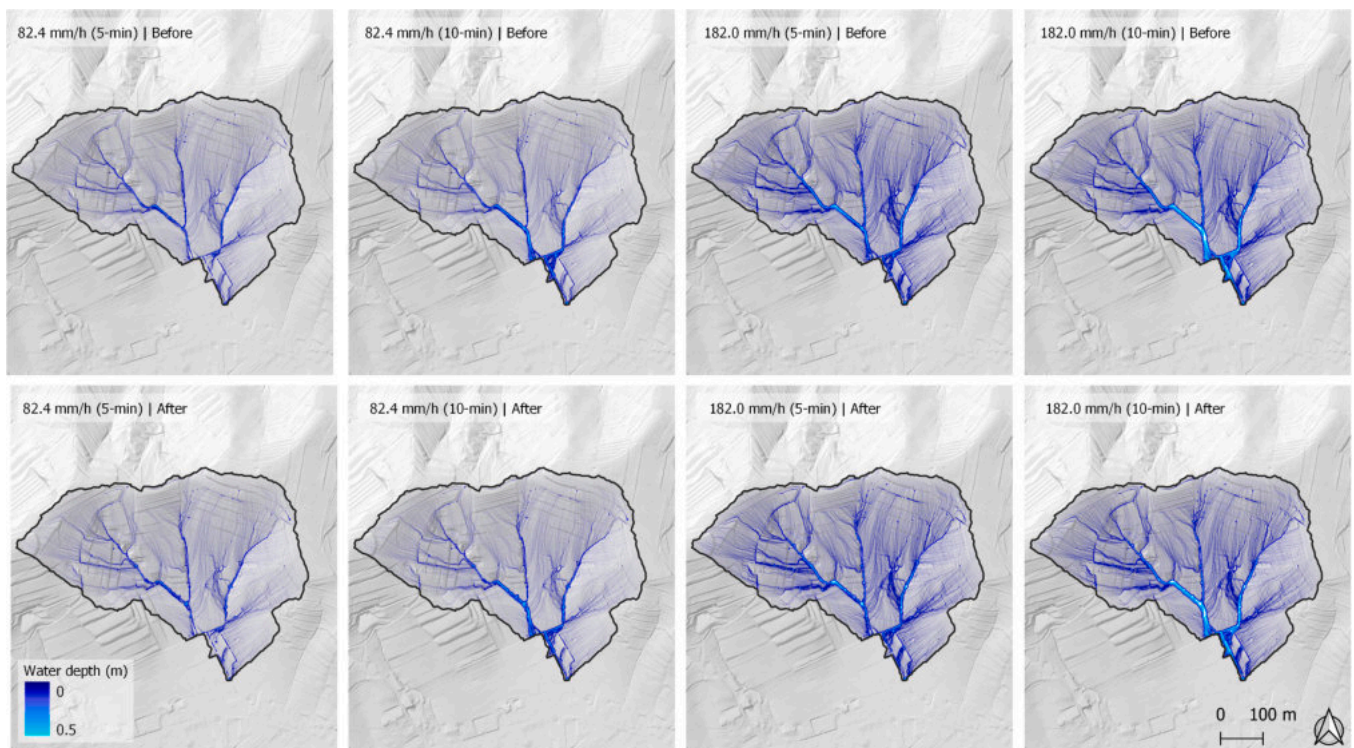 82.4 mm/h (5-min) | Before
82.4 mm/h (10-min) | Before
182.0 mm/h (5-min) | Before
182.0 mm/h (10-min) | Before
82.4 mm/h (5-min) | After
82.4 mm/h (10-min) | After
182.0 mm/h (5-min) | After
182.0 mm/h (10-min) | After
Water depth (m)
0
0.5
0 100 m